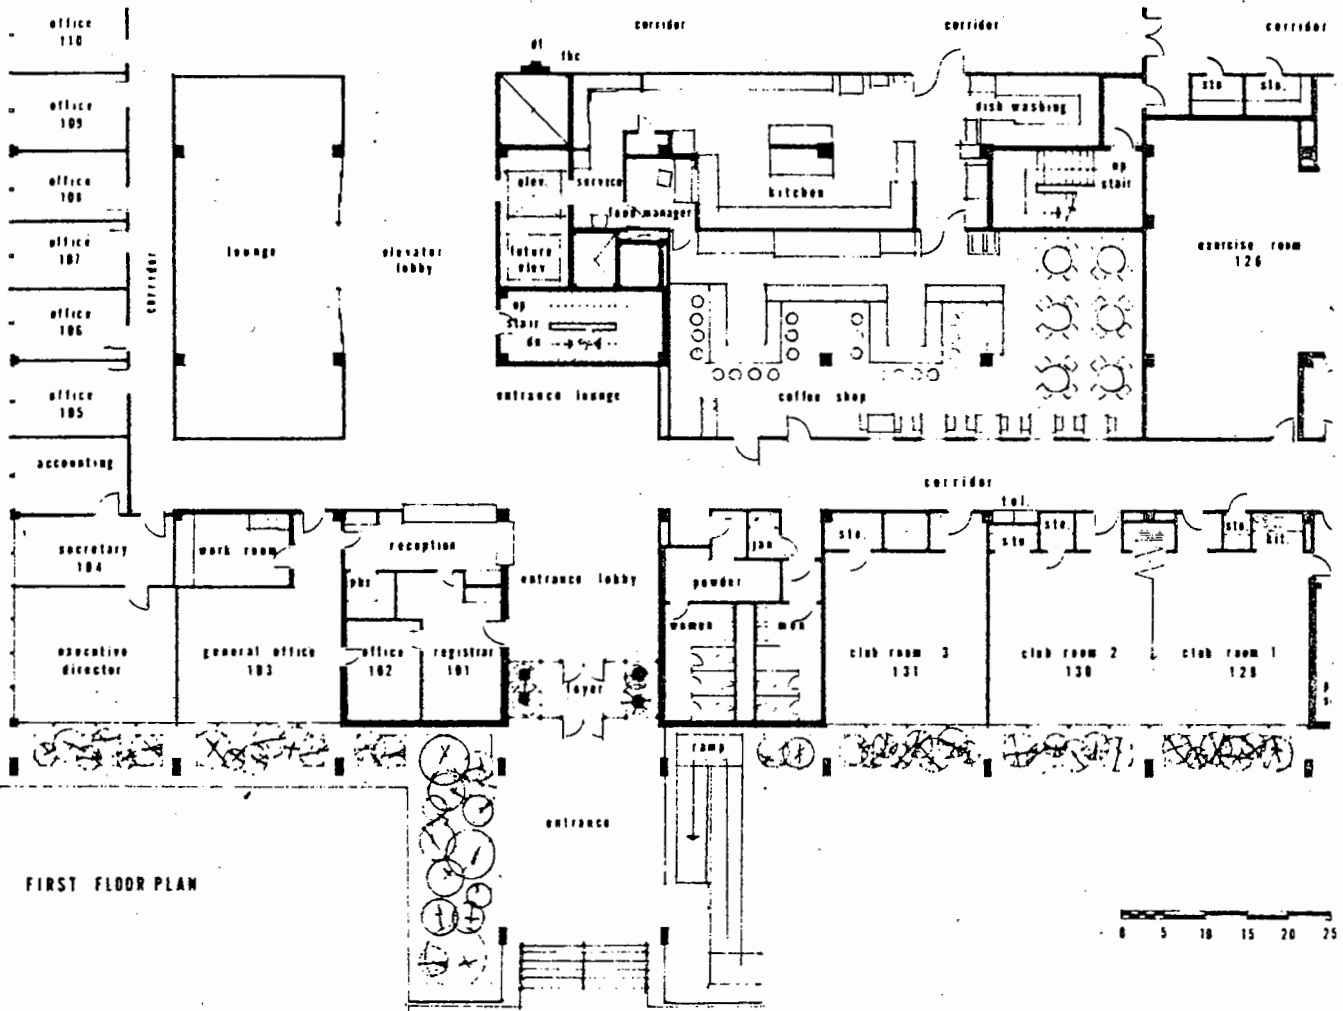 office
110
corridor
corridor
corridor
df
fhc
office
109
sto
sto.
dish washing
office
108
elev.
service
kitchen
up
stair
food manager
office
107
corridor
lounge
elevator
lobby
future
elev
exercise room
126
office
106
up
stair
dn
office
105
entrance lounge
coffee shop
accounting
corridor
secretary
104
work room
reception
jan
sto.
tel.
sto
sto.
sto.
kit.
pbx
entrance lobby
powder
women
men
executive
director
general office
103
office
102
registrar
101
foyer
club room 3
131
club room 2
130
club room 1
128
ramp
entrance
FIRST FLOOR PLAN
0 5 10 15 20 25